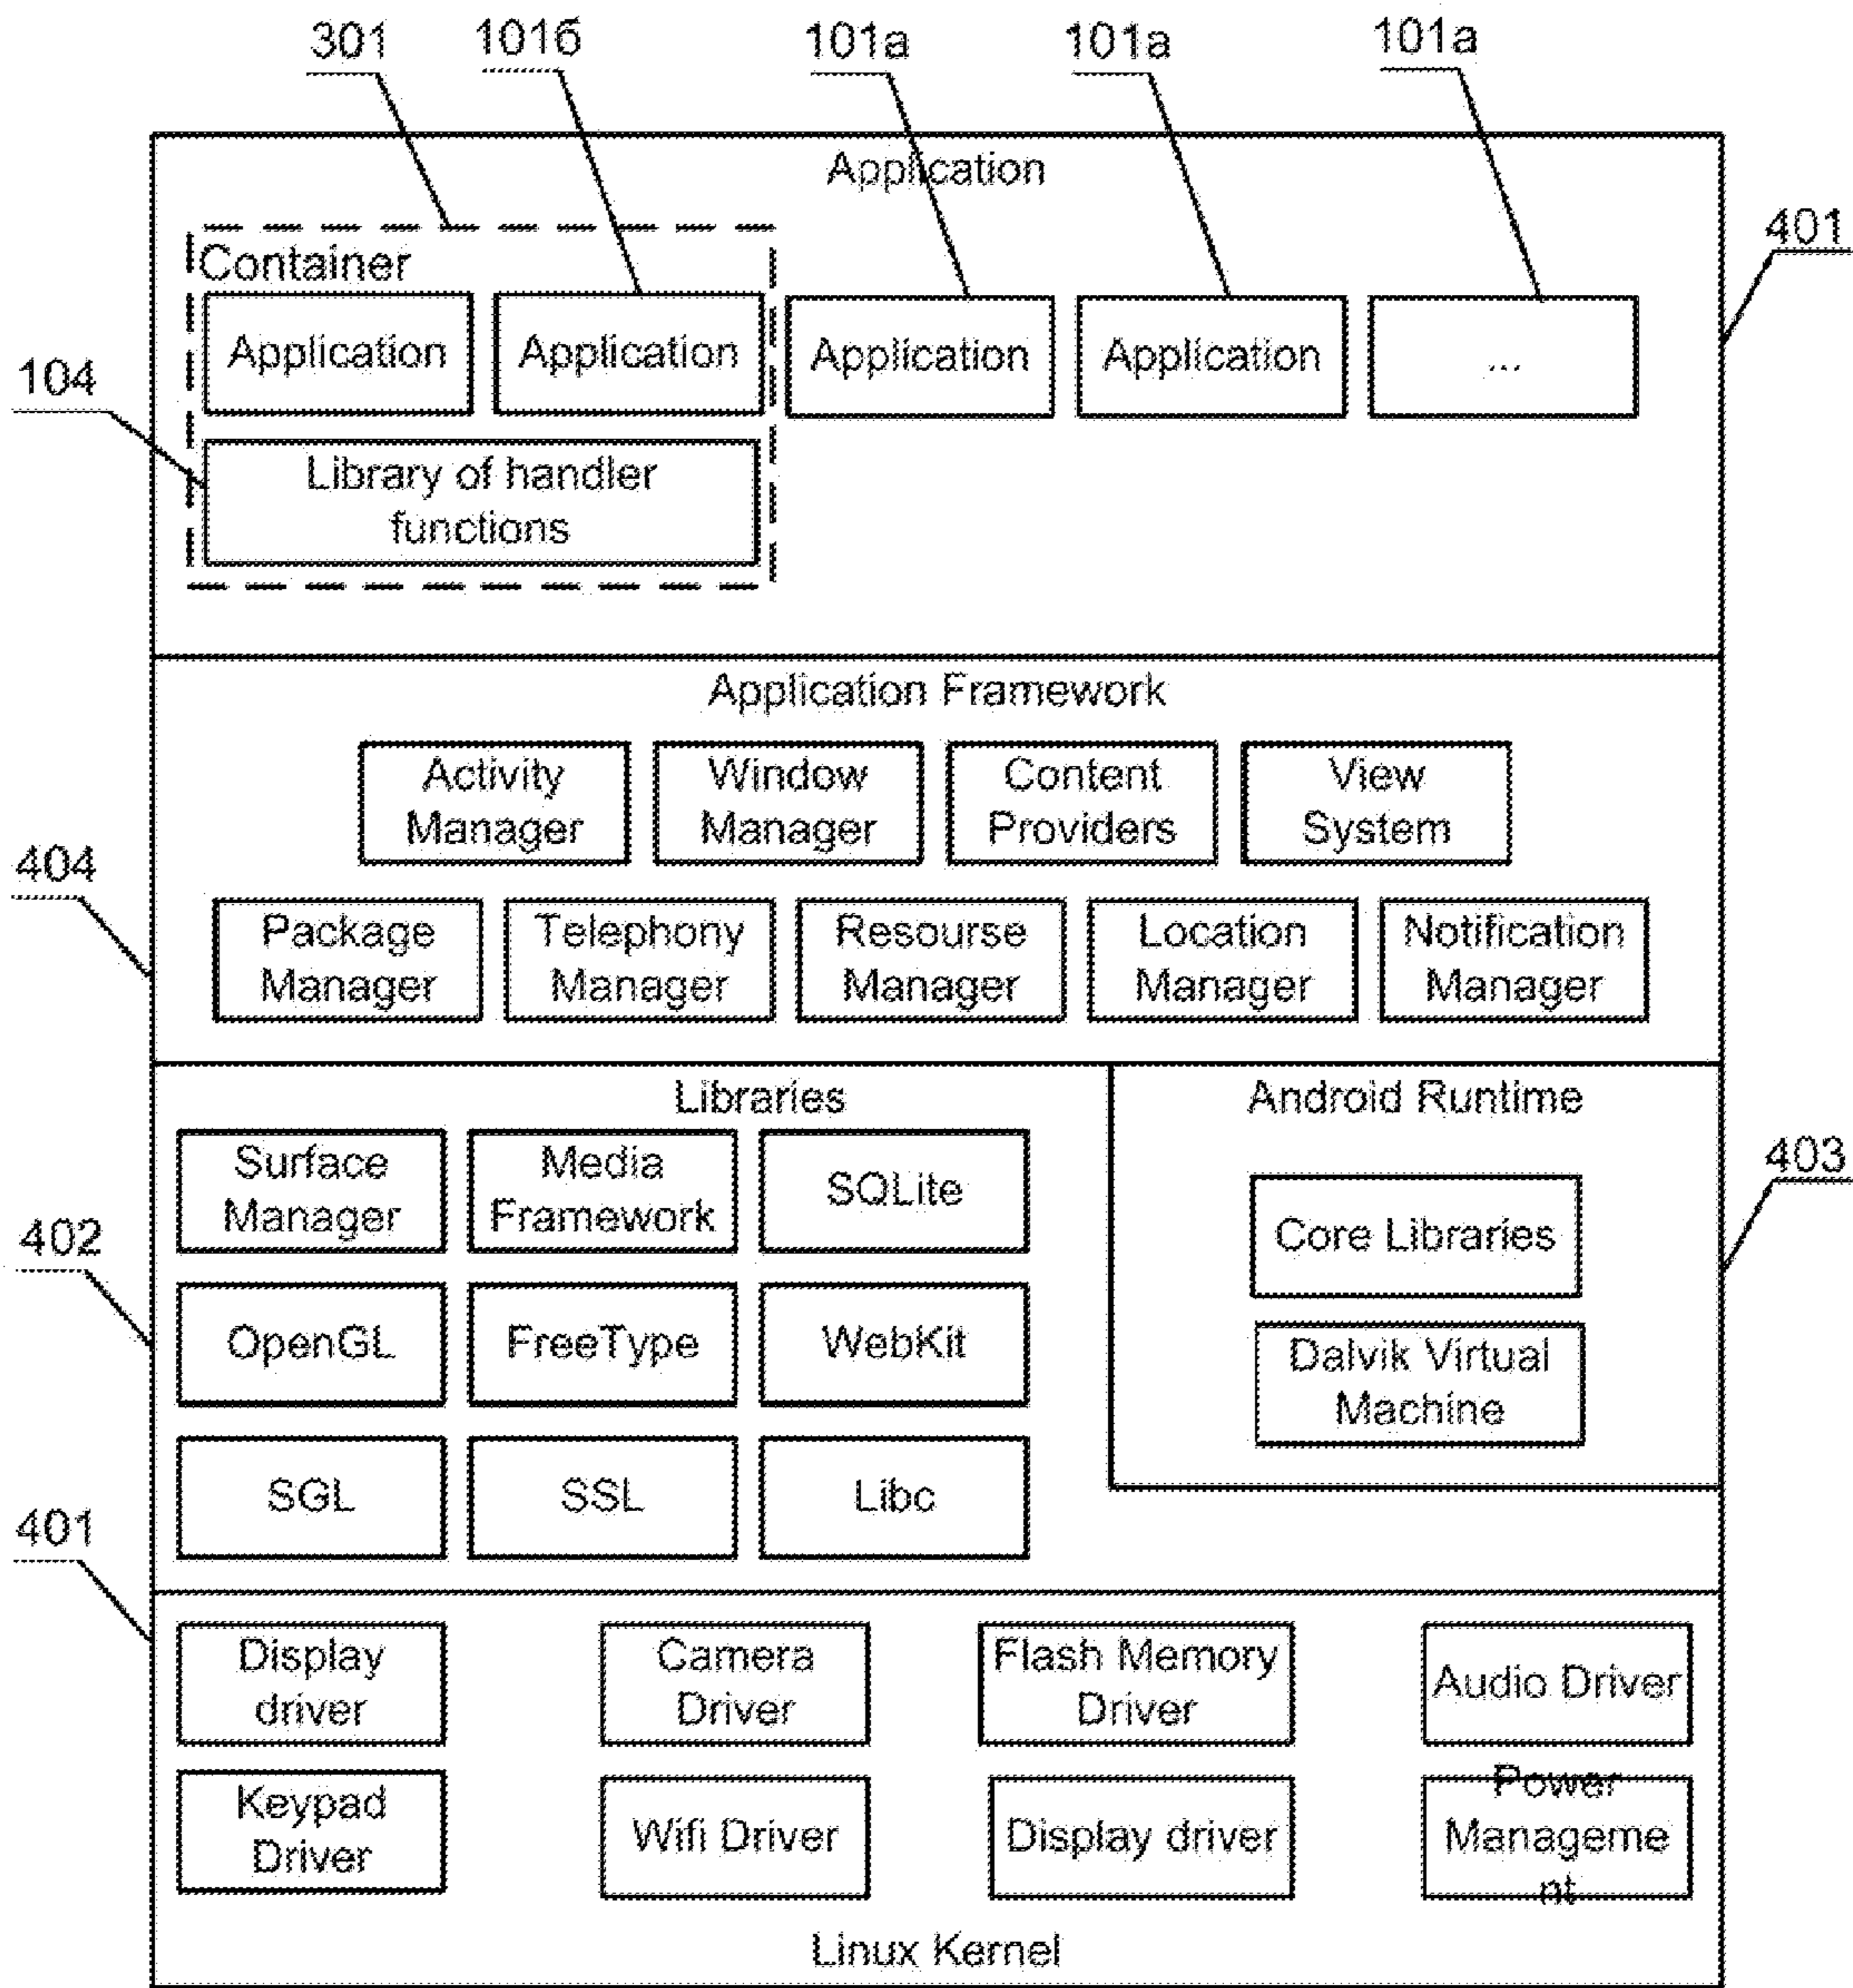 301
101б
101a
101a
101a
Application
401
Container
Application
Application
Application
Application
...
104
Library of handler
functions
Application Framework
Activity
Manager
Window
Manager
Content
Providers
View
System
404
Package
Manager
Telephony
Manager
Resourse
Manager
Location
Manager
Notification
Manager
Libraries
Android Runtime
Surface
Manager
Media
Framework
SQLite
403
Core Libraries
402
OpenGL
FreeType
WebKit
Dalvik Virtual
Machine
SGL
SSL
Libc
401
Display
driver
Camera
Driver
Flash Memory
Driver
Audio Driver
Keypad
Driver
Wifi Driver
Display driver
Power
Manageme
nt
Linux Kernel